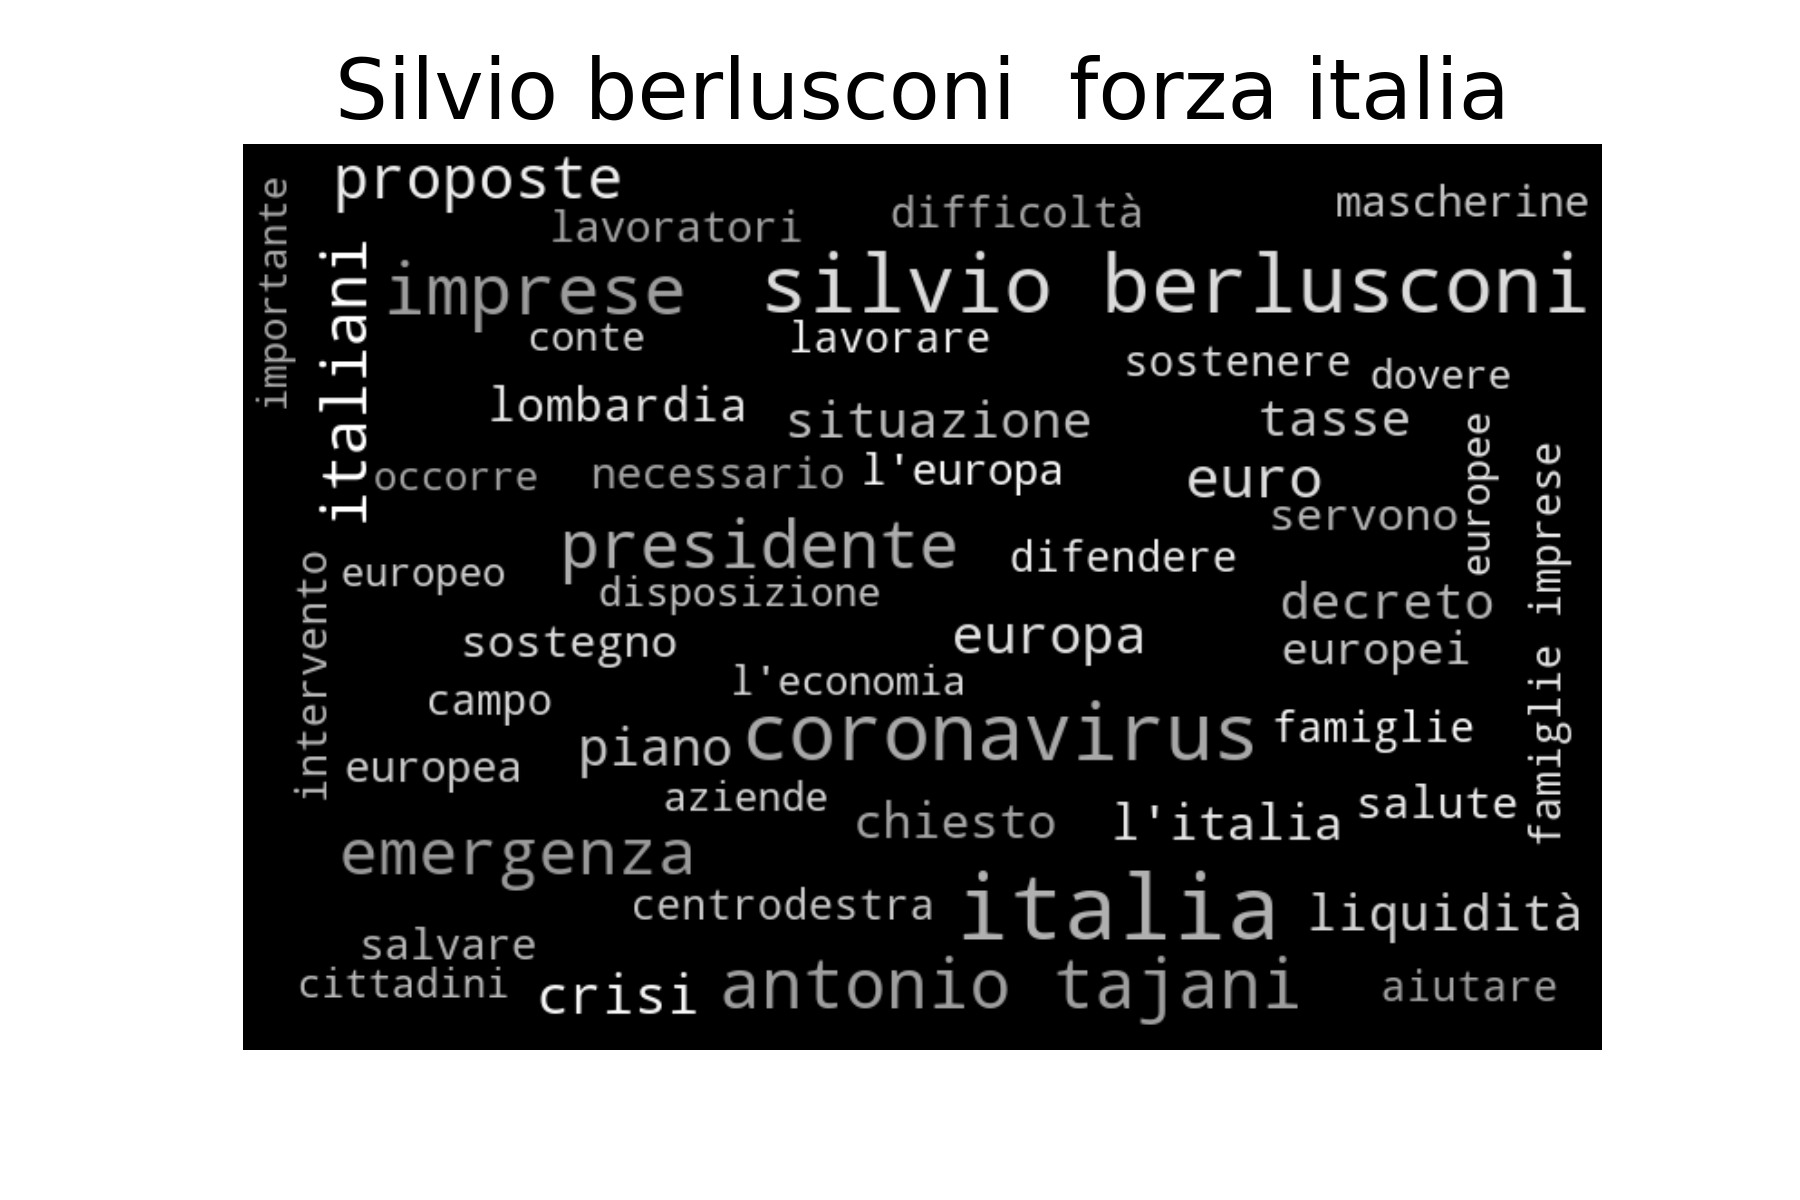 Silvio berlusconi  forza italia
proposte
importante
mascherine
difficoltà
lavoratori
italiani
silvio berlusconi
imprese
conte
lavorare
sostenere
dovere
lombardia
situazione
tasse
europee
occorre
necessario
l'europa
euro
famiglie imprese
servono
presidente
difendere
europeo
disposizione
decreto
intervento
sostegno
europa
europei
l'economia
campo
coronavirus
famiglie
piano
europea
aziende
chiesto
l'italia
salute
emergenza
centrodestra
italia
liquidità
salvare
cittadini
crisi
antonio tajani
aiutare